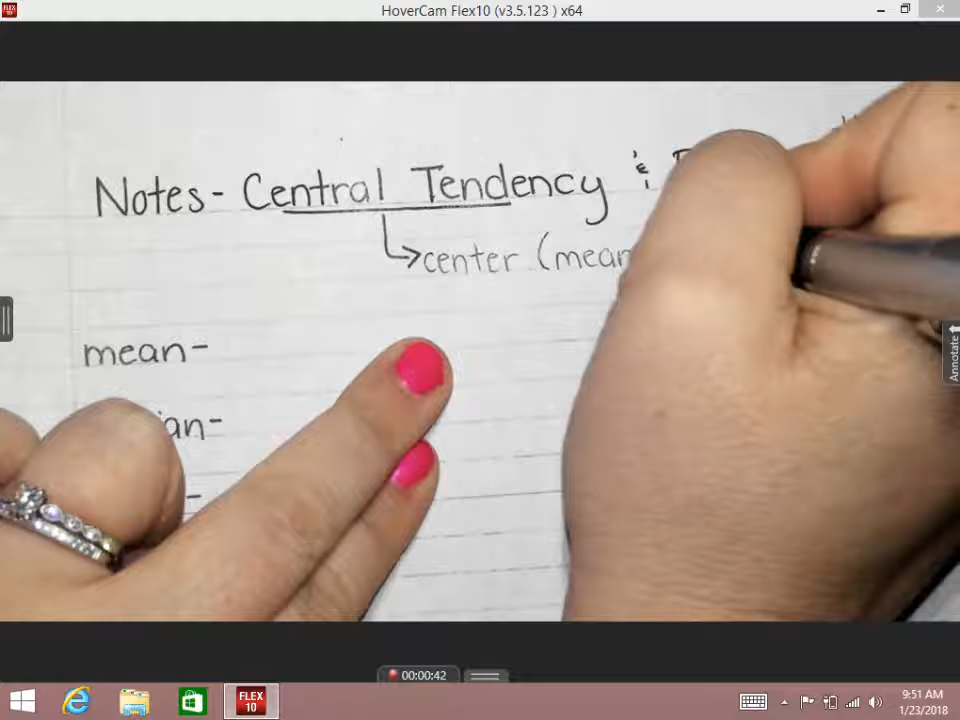 HoverCam Flex10 (v3.5.123 ) x64
Notes- Central Tendency &
center (mean
mean-
Annotate
00:00:42
FLEX
10
9:51 AM
1/23/2018